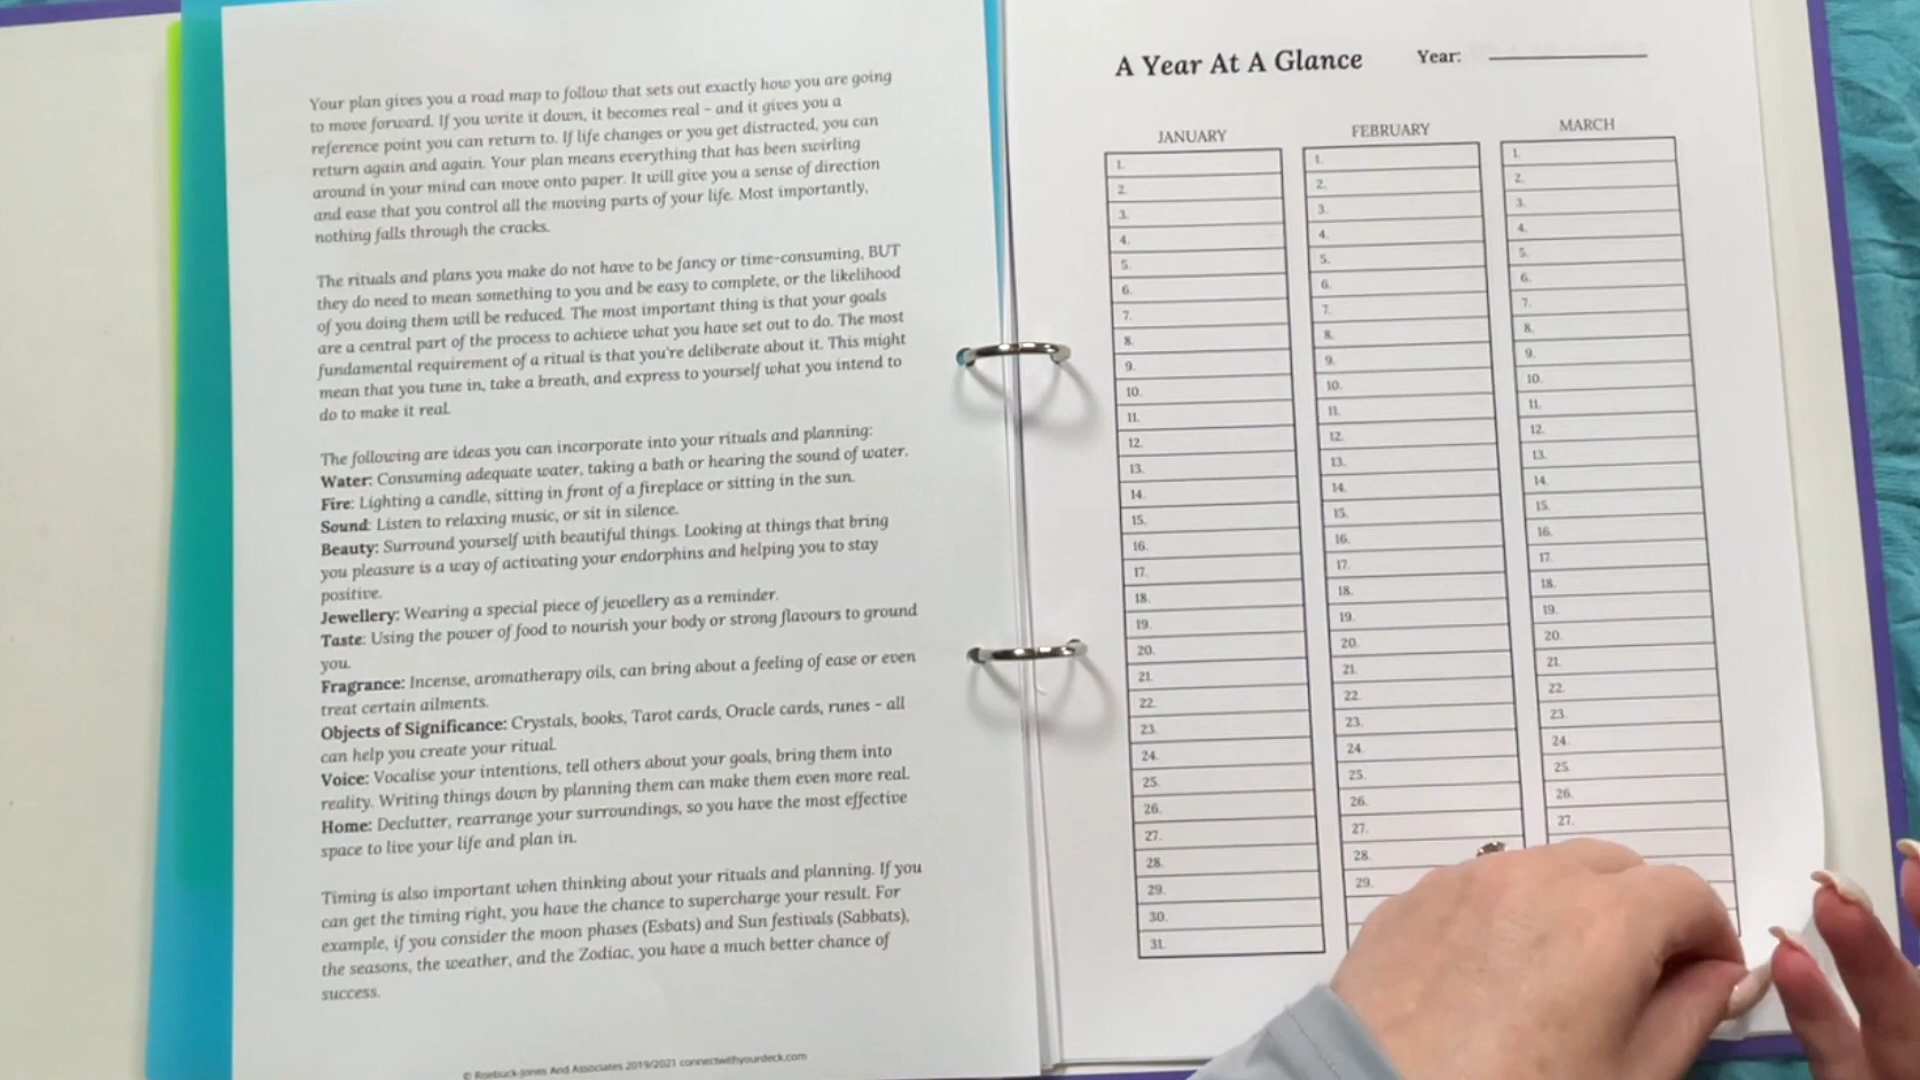 Your plan gives you a road map to follow that sets out exactly how you are going
to move forward. If you write it down, it becomes real – and it gives you a
reference point you can return to. If life changes or you get distracted, you can
return again and again. Your plan means everything that has been swirling
around in your mind can move onto paper. It will give you a sense of direction
and ease that you control all the moving parts of your life. Most importantly,
nothing falls through the cracks.
The rituals and plans you make do not have to be fancy or time-consuming, BUT
they do need to mean something to you and be easy to complete, or the likelihood
of you doing them will be reduced. The most important thing is that your goals
are a central part of the process to achieve what you have set out to do. The most
fundamental requirement of a ritual is that you're deliberate about it. This might
mean that you tune in, take a breath, and express to yourself what you intend to
do to make it real.
The following are ideas you can incorporate into your rituals and planning:
Water: Consuming adequate water, taking a bath or hearing the sound of water.
Fire: Lighting a candle, sitting in front of a fireplace or sitting in the sun.
Sound: Listen to relaxing music, or sit in silence.
Beauty: Surround yourself with beautiful things. Looking at things that bring
you pleasure is a way of activating your endorphins and helping you to stay
positive.
Jewellery: Wearing a special piece of jewellery as a reminder.
Taste: Using the power of food to nourish your body or strong flavours to ground
you.
Fragrance: Incense, aromatherapy oils, can bring about a feeling of ease or even
treat certain ailments.
Objects of Significance: Crystals, books, Tarot cards, Oracle cards, runes – all
can help you create your ritual.
Voice: Vocalise your intentions, tell others about your goals, bring them into
reality. Writing things down by planning them can make them even more real.
Home: Declutter, rearrange your surroundings, so you have the most effective
space to live your life and plan in.
Timing is also important when thinking about your rituals and planning. If you
can get the timing right, you have the chance to supercharge your result. For
example, if you consider the moon phases (Esbats) and Sun festivals (Sabbats),
the seasons, the weather, and the Zodiac, you have a much better chance of
success.
© Roebuck-Jones And Associates 2019/2021 connectwithyourdeck.com
A Year At A Glance Year:
JANUARY
1.
2.
3.
4.
5.
6.
7.
8.
9.
10.
11.
12.
13.
14.
15.
16.
17.
18.
19.
20.
21.
22.
23.
24.
25.
26.
27.
28.
29.
30.
31.
FEBRUARY
1.
2.
3.
4.
5.
6.
7.
8.
9.
10.
11.
12.
13.
14.
15.
16.
17.
18.
19.
20.
21.
22.
23.
24.
25.
26.
27.
28.
29.
MARCH
1.
2.
3.
4.
5.
6.
7.
8.
9.
10.
11.
12.
13.
14.
15.
16.
17.
18.
19.
20.
21.
22.
23.
24.
25.
26.
27.